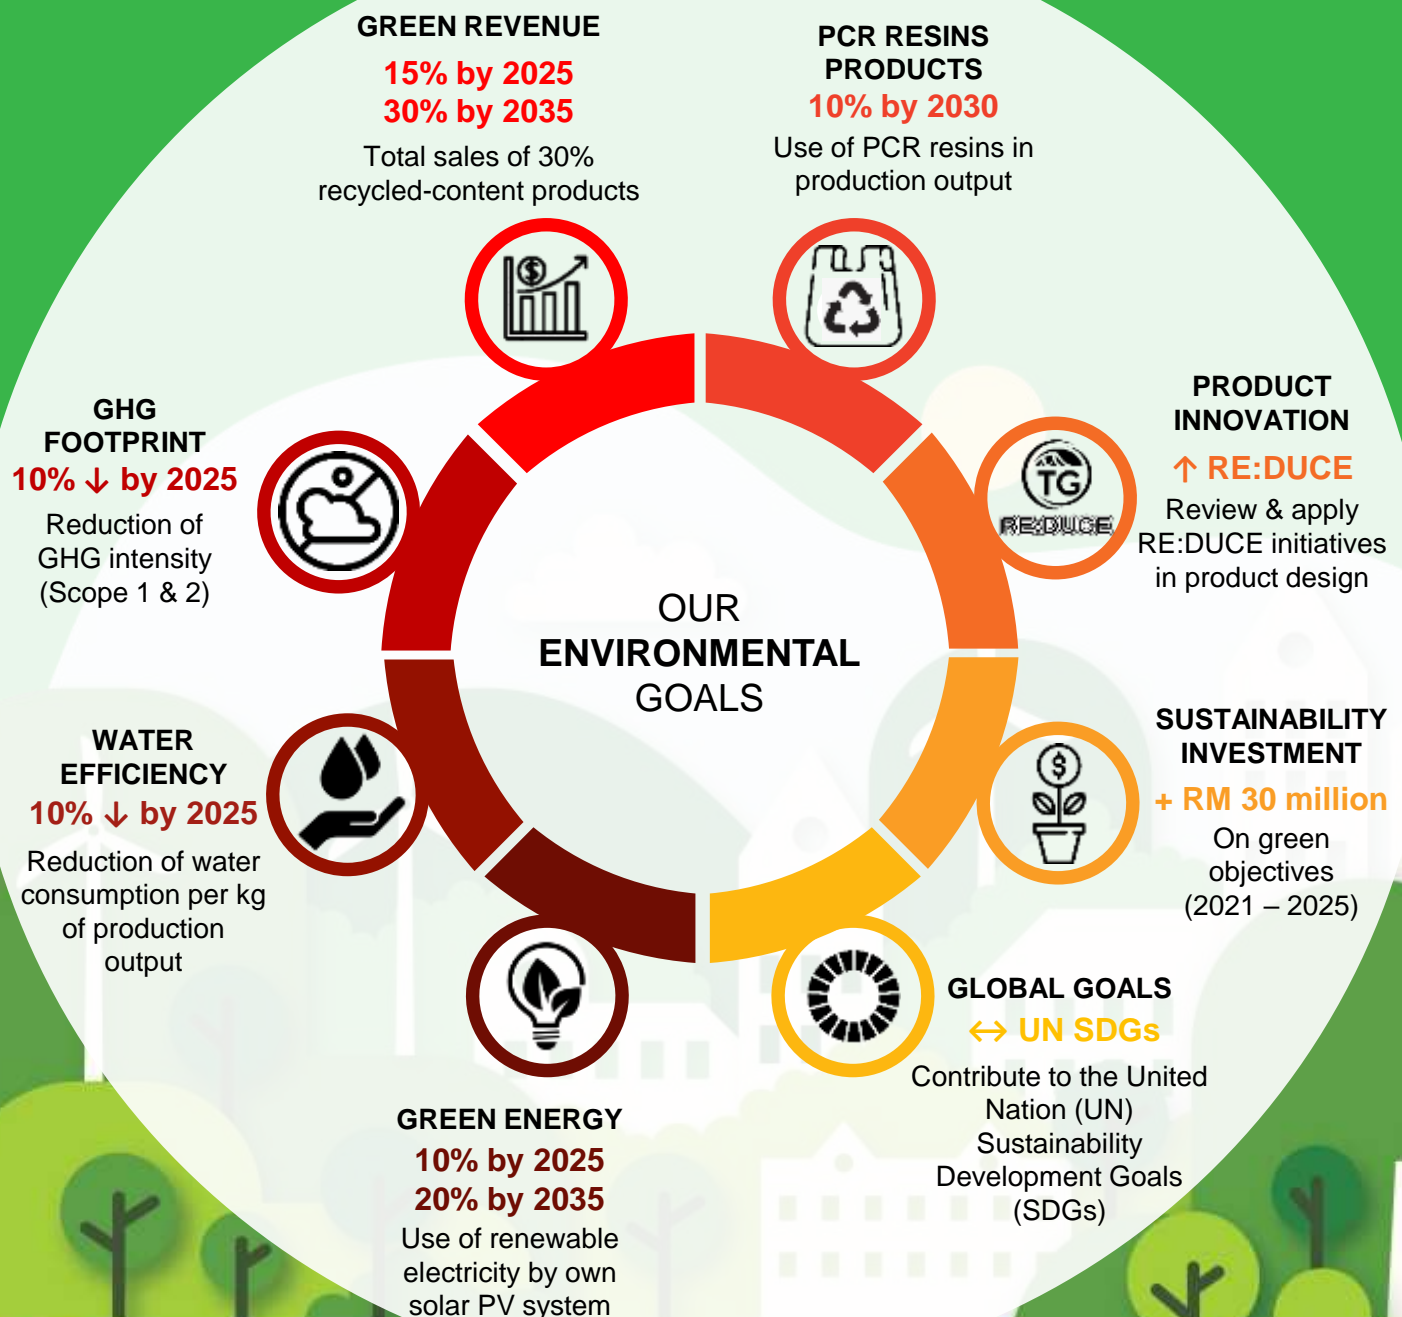 GREEN REVENUE
15% by 2025
30% by 2035
Total sales of 30%
recycled-content products
PCR RESINS
PRODUCTS
10% by 2030
Use of PCR resins in
production output
PRODUCT
INNOVATION
↑ RE:DUCE
Review & apply
RE:DUCE initiatives
in product design
TG
RE:DUCE
SUSTAINABILITY
INVESTMENT
+ RM 30 million
On green
objectives
(2021 – 2025)
GLOBAL GOALS
↔ UN SDGs
Contribute to the United
Nation (UN)
Sustainability
Development Goals
(SDGs)
GREEN ENERGY
10% by 2025
20% by 2035
Use of renewable
electricity by own
solar PV system
WATER
EFFICIENCY
10% ↓ by 2025
Reduction of water
consumption per kg
of production
output
GHG
FOOTPRINT
10% ↓ by 2025
Reduction of
GHG intensity
(Scope 1 & 2)
OUR
ENVIRONMENTAL
GOALS